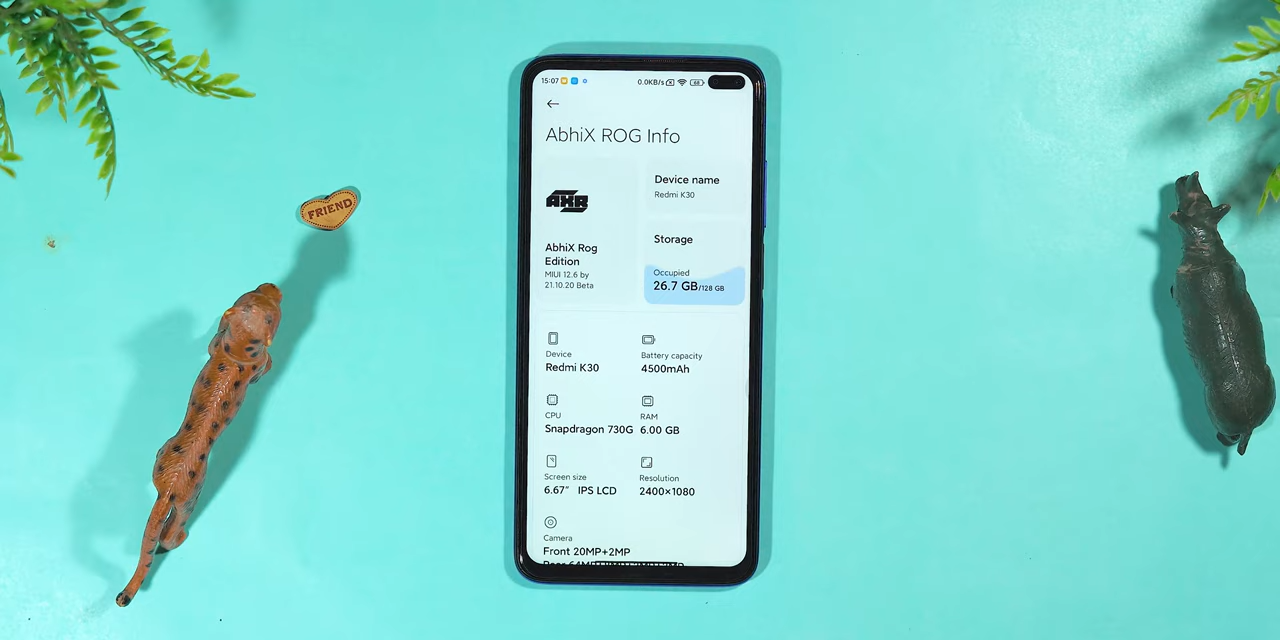 15:07
0.0KB/s
68
AbhiX ROG Info
AXR
AbhiX Rog
Edition
MIUI 12.6 by
21.10.20 Beta
Device name
Redmi K30
Storage
Occupied
26.7 GB/128 GB
Device
Redmi K30
Battery capacity
4500mAh
CPU
Snapdragon 730G
RAM
6.00 GB
Screen size
6.67" IPS LCD
Resolution
2400×1080
Camera
Front 20MP+2MP
FRIEND